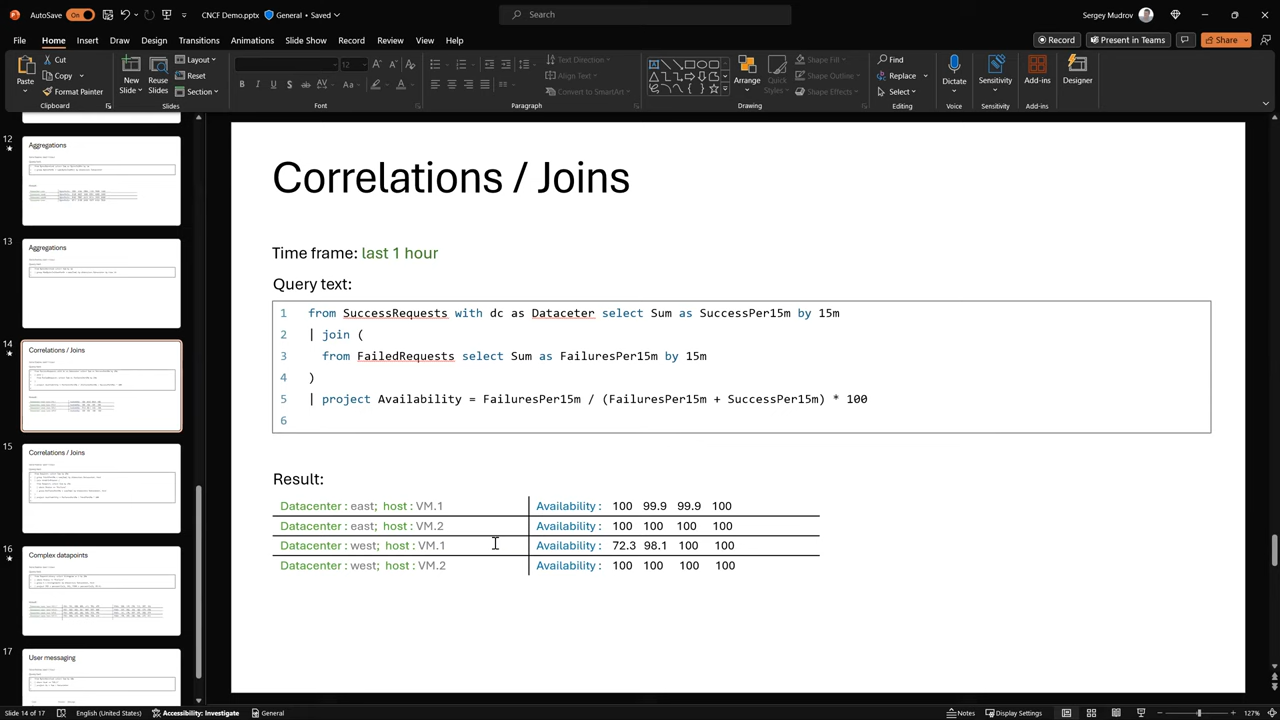 AutoSave On CNCF Demo.pptx General • Saved Search Sergey Mudrov
File Home Insert Draw Design Transitions Animations Slide Show Record Review View Help Record Present in Teams Share
Paste Cut Copy Format Painter Clipboard
New Slides Reuse Slides Layout Reset Section Slides
12 B I U S ab AV Aa A Font
Text Direction Align Text Convert to SmartArt Paragraph
Arrange Quick Styles Shape Fill Shape Outline Shape Effects Drawing
Find Replace Select Editing
Dictate Voice
Sensitivity Sensitivity
Add-ins Add-ins
Designer
12 Aggregations
13 Aggregations
14 Correlations / Joins
15 Correlations / Joins
16 Complex datapoints
17 User messaging
Correlations / Joins
Time frame: last 1 hour
Query text:
1 from SuccessRequests with dc as Dataceter select Sum as SuccessPer15m by 15m
2 | join (
3 from FailedRequests select Sum as FailuresPer15m by 15m
4 )
5 | project Availability = FailuresPer15m / (FailuresPer15m + SuccessPer15m) * 100
6
Result:
Datacenter : east; host : VM.1 Availability : 100 99.9 99.9 100
Datacenter : east; host : VM.2 Availability : 100 100 100 100
Datacenter : west; host : VM.1 Availability : 72.3 98.1 100 100
Datacenter : west; host : VM.2 Availability : 100 100 100 100
Slide 14 of 17 English (United States) Accessibility: Investigate General Notes Display Settings 127%